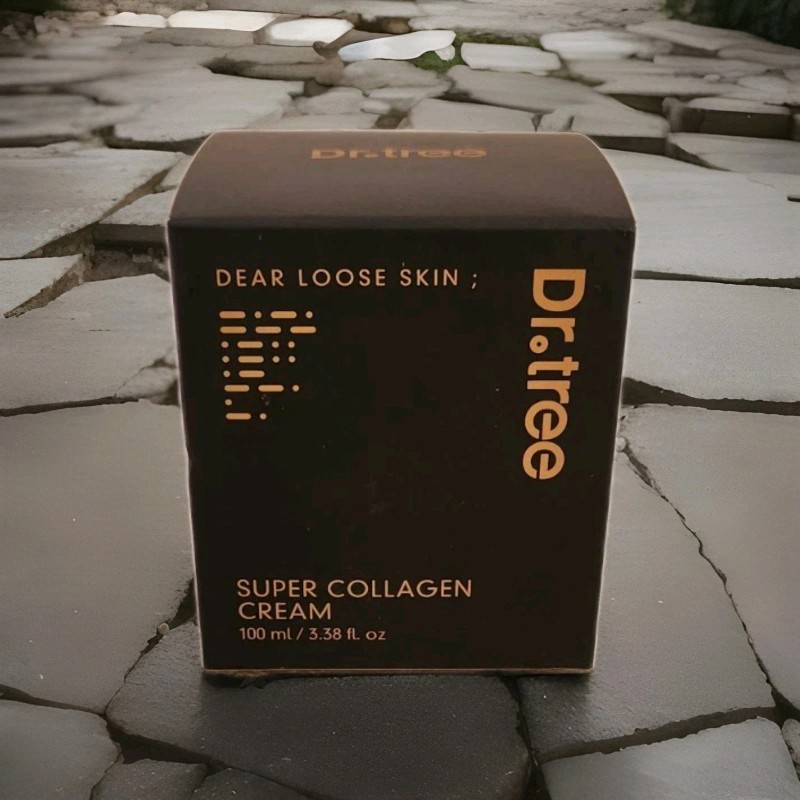 Dr.tree
DEAR LOOSE SKIN ;
Dr.tree
SUPER COLLAGEN
CREAM
100 ml / 3.38 fl. oz